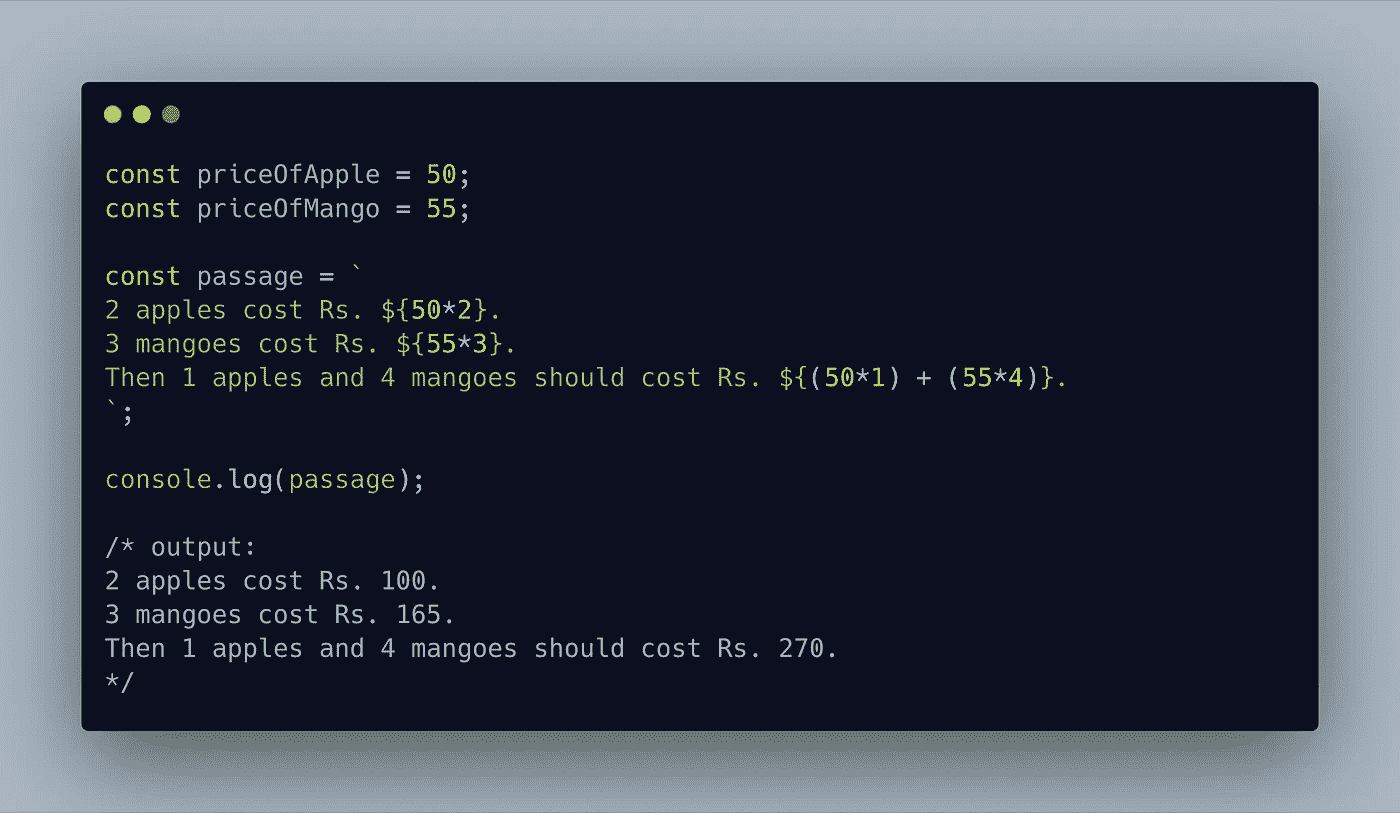 const priceOfApple = 50;
const priceOfMango = 55;
const passage = `
2 apples cost Rs. ${50*2}.
3 mangoes cost Rs. ${55*3}.
Then 1 apples and 4 mangoes should cost Rs. ${(50*1) + (55*4)}.
`;
console.log(passage);
/* output:
2 apples cost Rs. 100.
3 mangoes cost Rs. 165.
Then 1 apples and 4 mangoes should cost Rs. 270.
*/